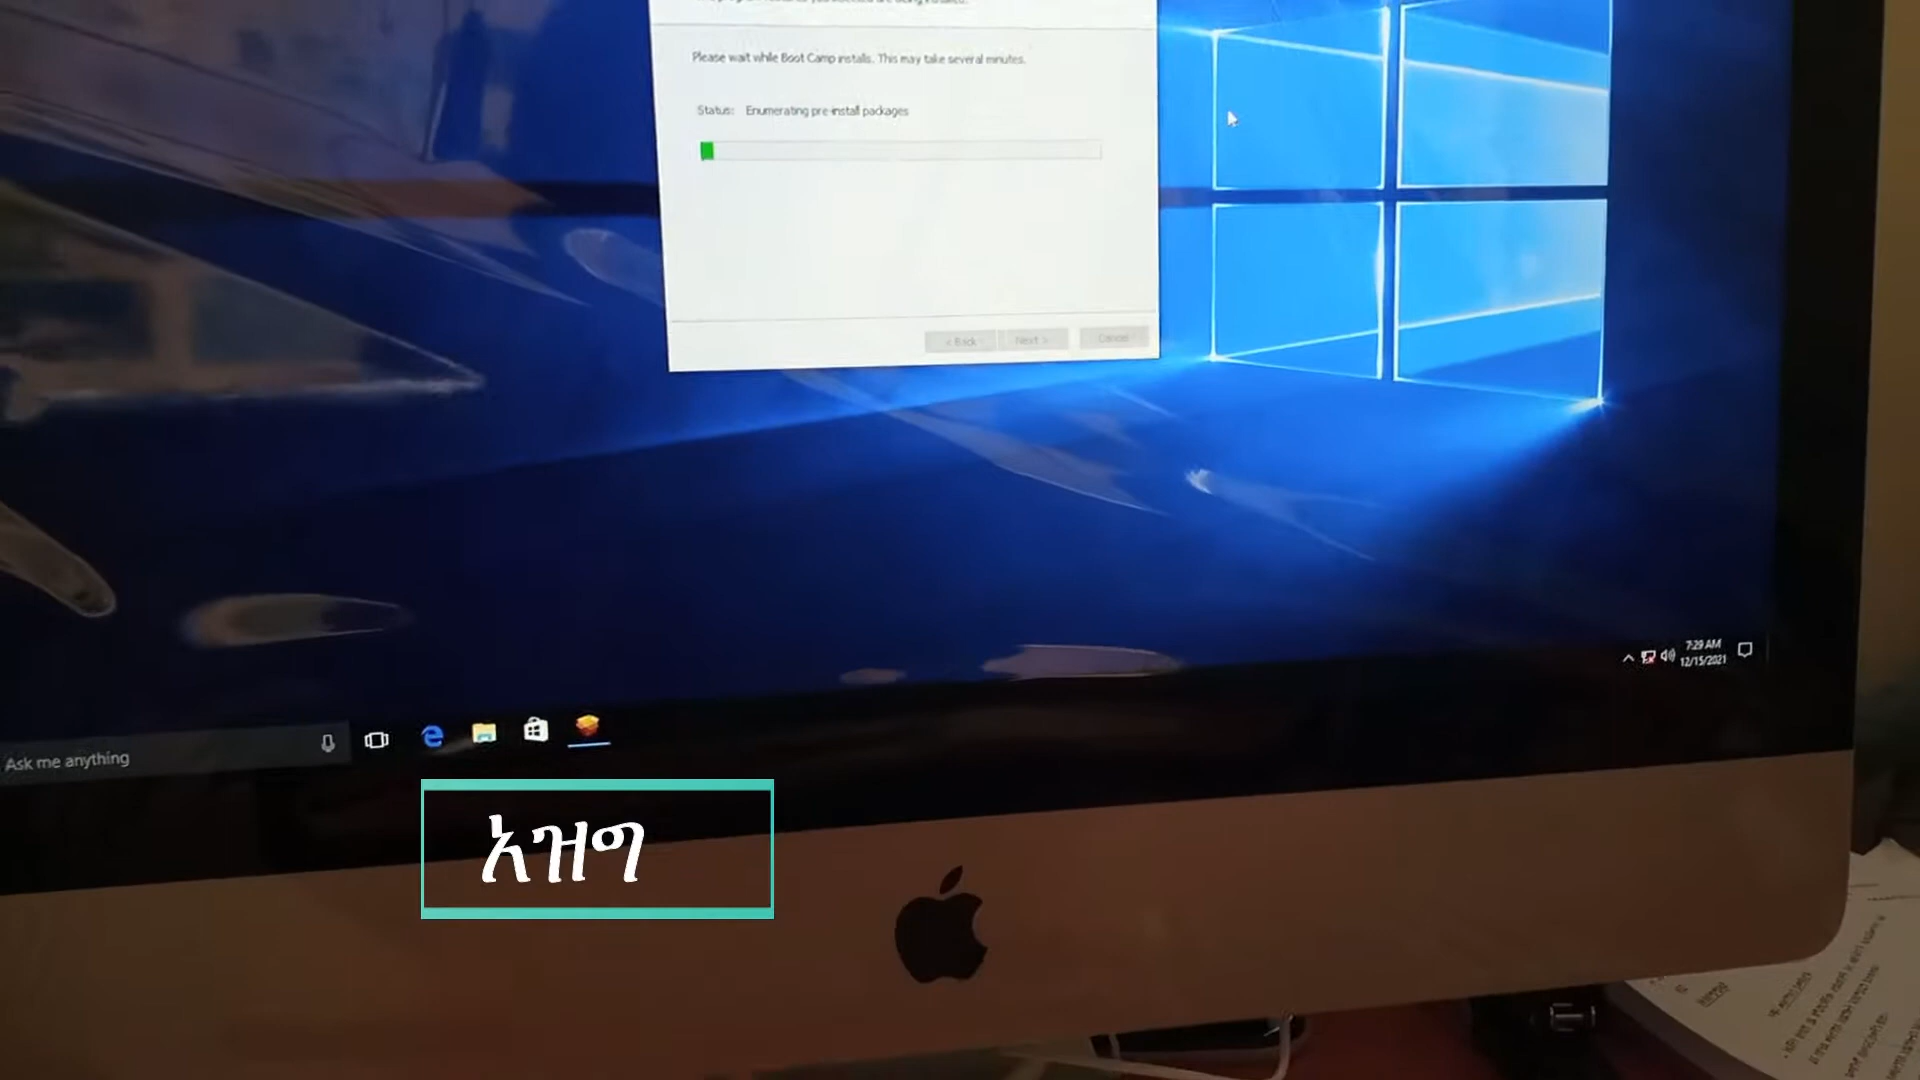 Please wait while Boot Camp installs. This may take several minutes.
Status: Enumerating pre-install packages
< Back Next > Cancel
7:29 AM
12/15/2021
Ask me anything
አዝግ